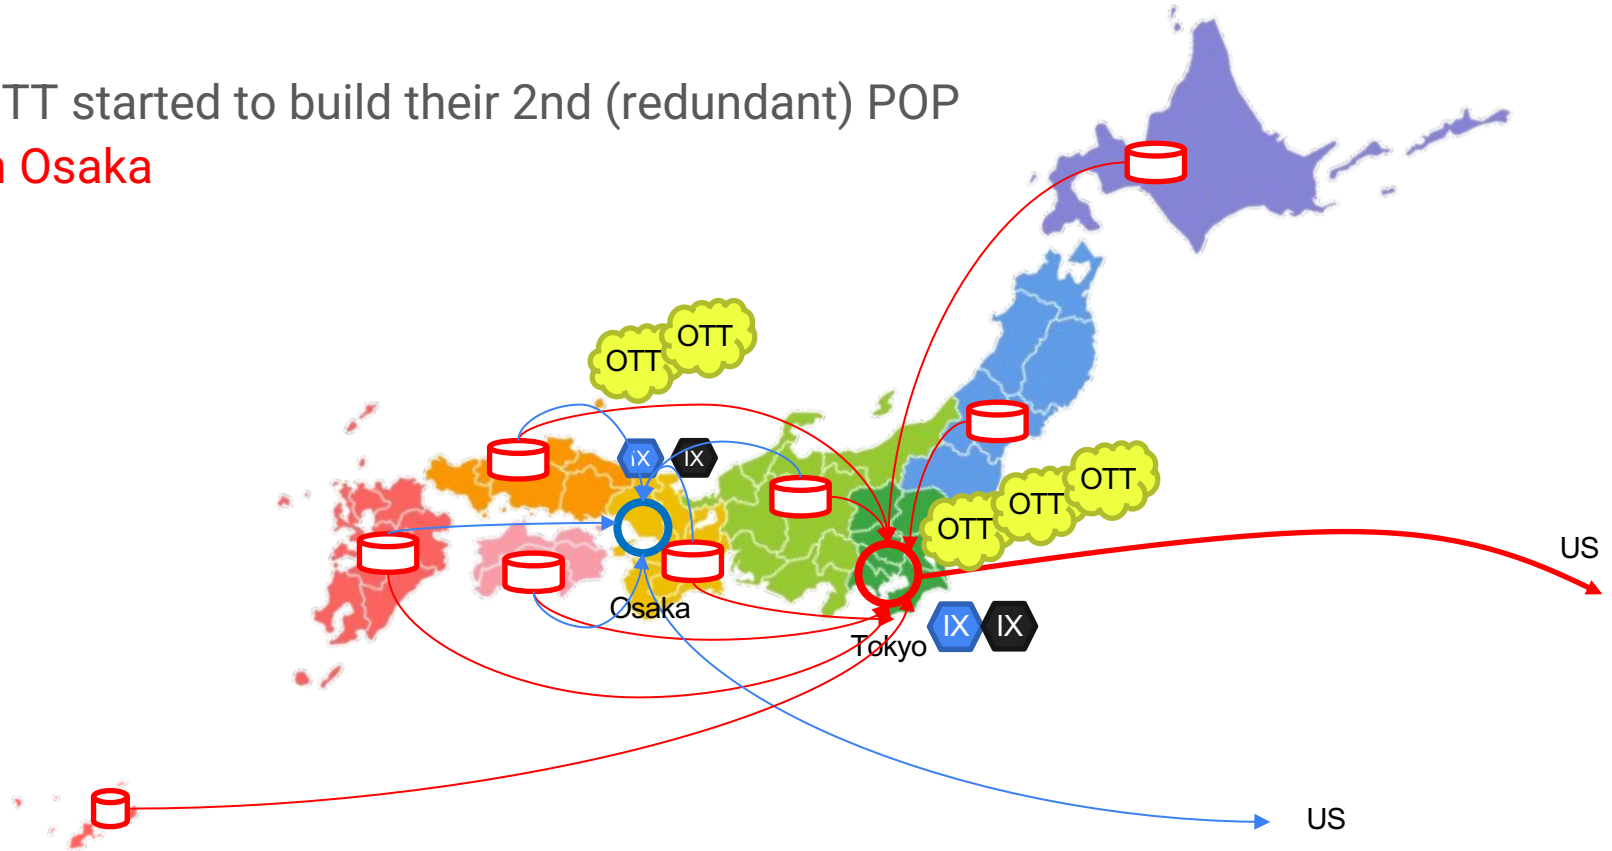 TT started to build their 2nd (redundant) POP
n Osaka
OTT
OTT
IX
IX
OTT
OTT
OTT
US
Osaka
Tokyo
IX
IX
US